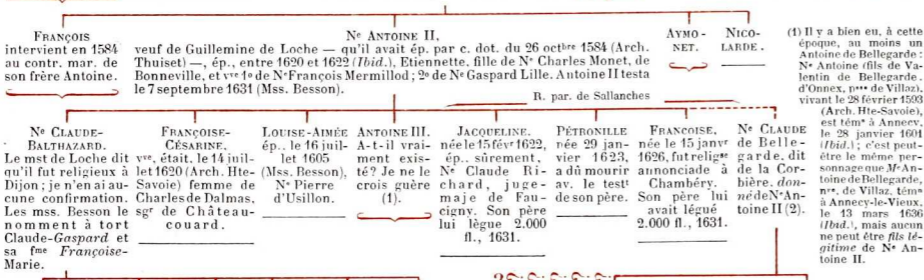 FRANÇOIS
intervient en 1584
au contr. mar. de
son frère Antoine.
Nᵉ ANTOINE II,
veuf de Guillemine de Loche — qu'il avait ép. par c. dot. du 26 octᵇʳᵉ 1584 (Arch.
Thuiset) —, ép., entre 1620 et 1622 (Ibid.), Etiennette, fille de Nᵉ Charles Monet, de
Bonneville, et vᵛᵉ 1º de Nᵉ François Mermillod ; 2º de Nᵉ Gaspard Lille. Antoine II testa
le 7 septembre 1631 (Mss. Besson).
AYMO-
NET.
NICO-
LARDE.
R. par. de Sallanches
Nᵉ CLAUDE-
BALTHAZARD.
Le mst de Loche dit
qu'il fut religieux à
Dijon ; je n'en ai au-
cune confirmation.
Les mss. Besson le
nomment à tort
Claude-Gaspard et
sa fᵐᵉ Françoise-
Marie.
FRANÇOISE-
CÉSARINE,
vᵛᵉ, était, le 14 juil-
let 1620 (Arch. Hte-
Savoie) femme de
Charles de Dalmas,
sgʳ de Château-
couard.
LOUISE-AIMÉE
ép., le 16 juil-
let 1605
(Mss. Besson),
Nᵉ Pierre
d'Usillon.
ANTOINE III.
A-t-il vrai-
ment exis-
té ? Je ne le
crois guère
(1).
JACQUELINE,
née le 15 févʳ 1622,
ép., sûrement,
Nᵉ Claude Ri-
chard, juge-
maje de Fau-
cigny. Son père
lui lègue 2.000
fl., 1631.
PÉTRONILLE
née 29 jan-
vier 1623,
a dû mourir
av. le testᵗ
de son père.
FRANÇOISE,
née le 15 janvʳ
1626, fut religˢᵉ
annonciade à
Chambéry.
Son père lui
avait légué
2.000 fl., 1631.
Nᵉ CLAUDE
de Belle-
garde, dit
de la Cor-
bière, don-
né de Nᵉ An-
toine II (2).
(1) Il y a bien eu, à cette
époque, au moins un
Antoine de Bellegarde :
Nᵉ Antoine (fils de Va-
lentin de Bellegarde,
d'Onnex, pⁿˢᵉ de Villaz),
vivant le 28 février 1593
(Arch. Hte-Savoie),
est témⁿ à Annecy,
le 28 janvier 1601
(Ibid.) ; c'est peut-
être le même per-
sonnage que Mᵉ An-
toine de Bellegarde,
nʳᵉ, de Villaz, témⁿ
à Annecy-le-Vieux,
le 13 mars 1636
(Ibid.), mais aucun
ne peut être fils lé-
gitime de Nᵉ An-
toine II.